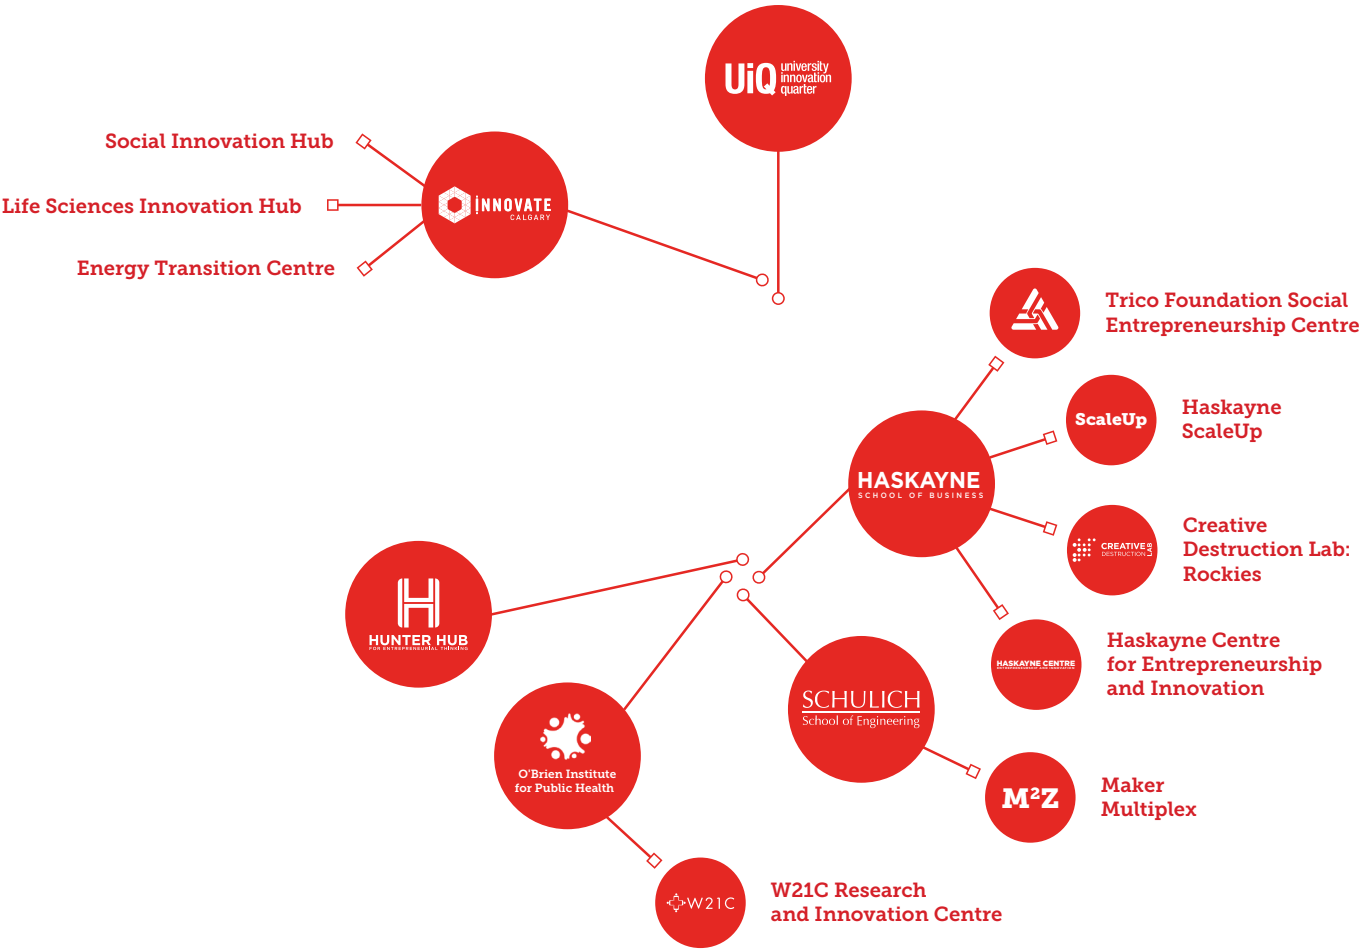 UiQ university
innovation
quarter
Social Innovation Hub
Life Sciences Innovation Hub
Energy Transition Centre
INNOVATE
CALGARY
Trico Foundation Social
Entrepreneurship Centre
ScaleUp
Haskayne
ScaleUp
HASKAYNE
SCHOOL OF BUSINESS
CREATIVE
DESTRUCTION LAB
Creative
Destruction Lab:
Rockies
H
HUNTER HUB
FOR ENTREPRENEURIAL THINKING
HASKAYNE CENTRE
ENTREPRENEURSHIP AND INNOVATION
Haskayne Centre
for Entrepreneurship
and Innovation
SCHULICH
School of Engineering
O'Brien Institute
for Public Health
M²Z
Maker
Multiplex
W21C
W21C Research
and Innovation Centre